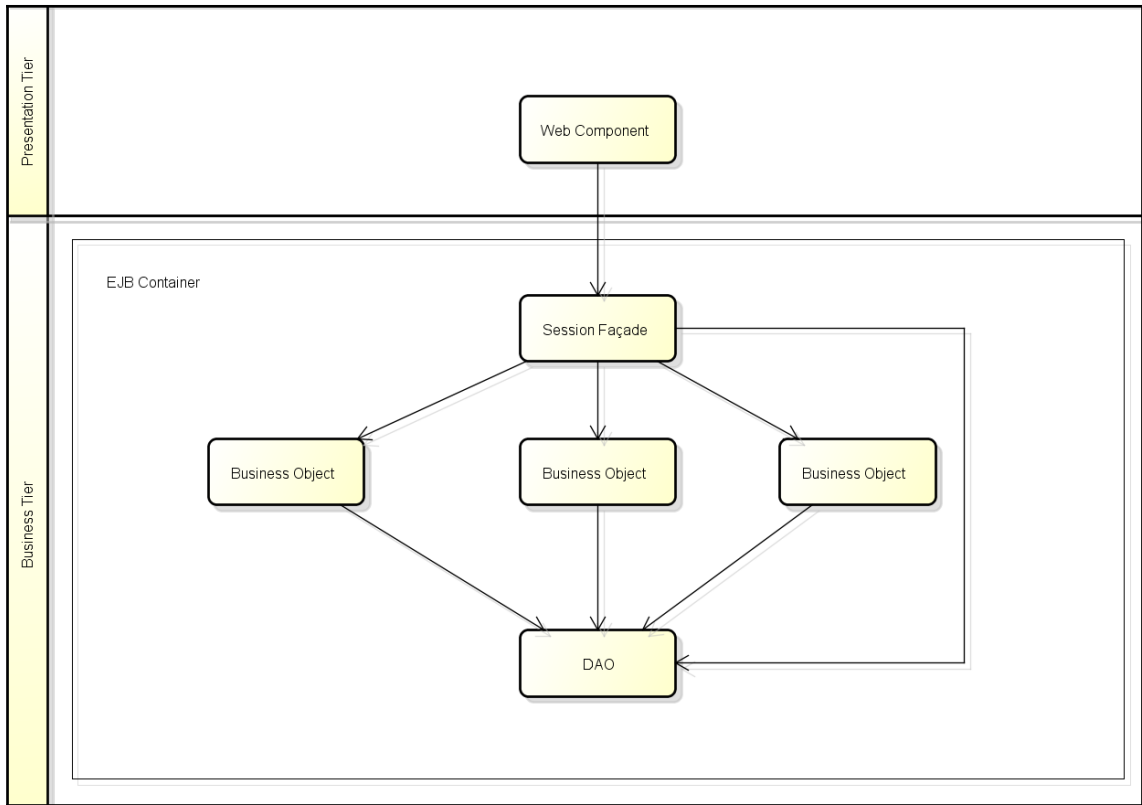 Presentation Tier
Web Component
Business Tier
EJB Container
Session Façade
Business Object
Business Object
Business Object
DAO